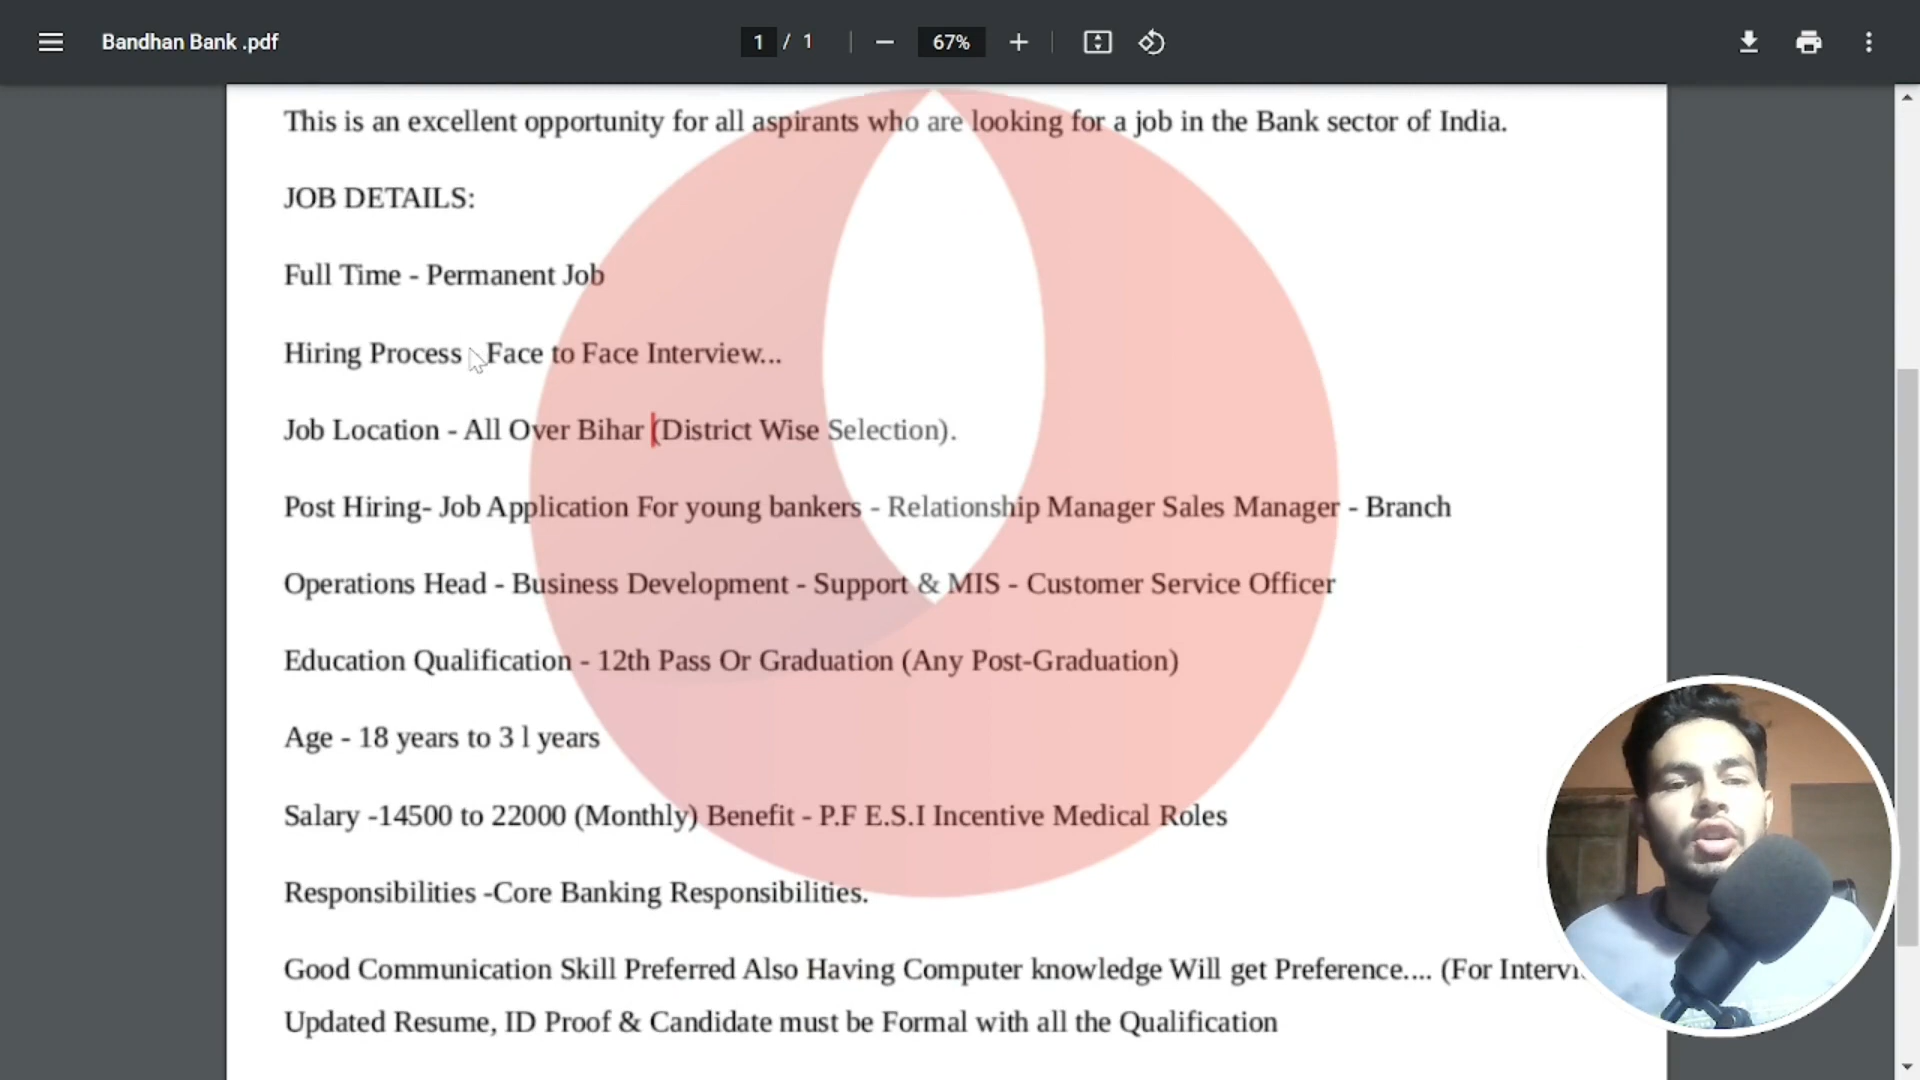 Bandhan Bank .pdf
1 / 1
67%
This is an excellent opportunity for all aspirants who are looking for a job in the Bank sector of India.
JOB DETAILS:
Full Time - Permanent Job
Hiring Process Face to Face Interview...
Job Location - All Over Bihar (District Wise Selection).
Post Hiring- Job Application For young bankers - Relationship Manager Sales Manager - Branch
Operations Head - Business Development - Support & MIS - Customer Service Officer
Education Qualification - 12th Pass Or Graduation (Any Post-Graduation)
Age - 18 years to 3 l years
Salary -14500 to 22000 (Monthly) Benefit - P.F E.S.I Incentive Medical Roles
Responsibilities -Core Banking Responsibilities.
Good Communication Skill Preferred Also Having Computer knowledge Will get Preference.... (For
Updated Resume, ID Proof & Candidate must be Formal with all the Qualification